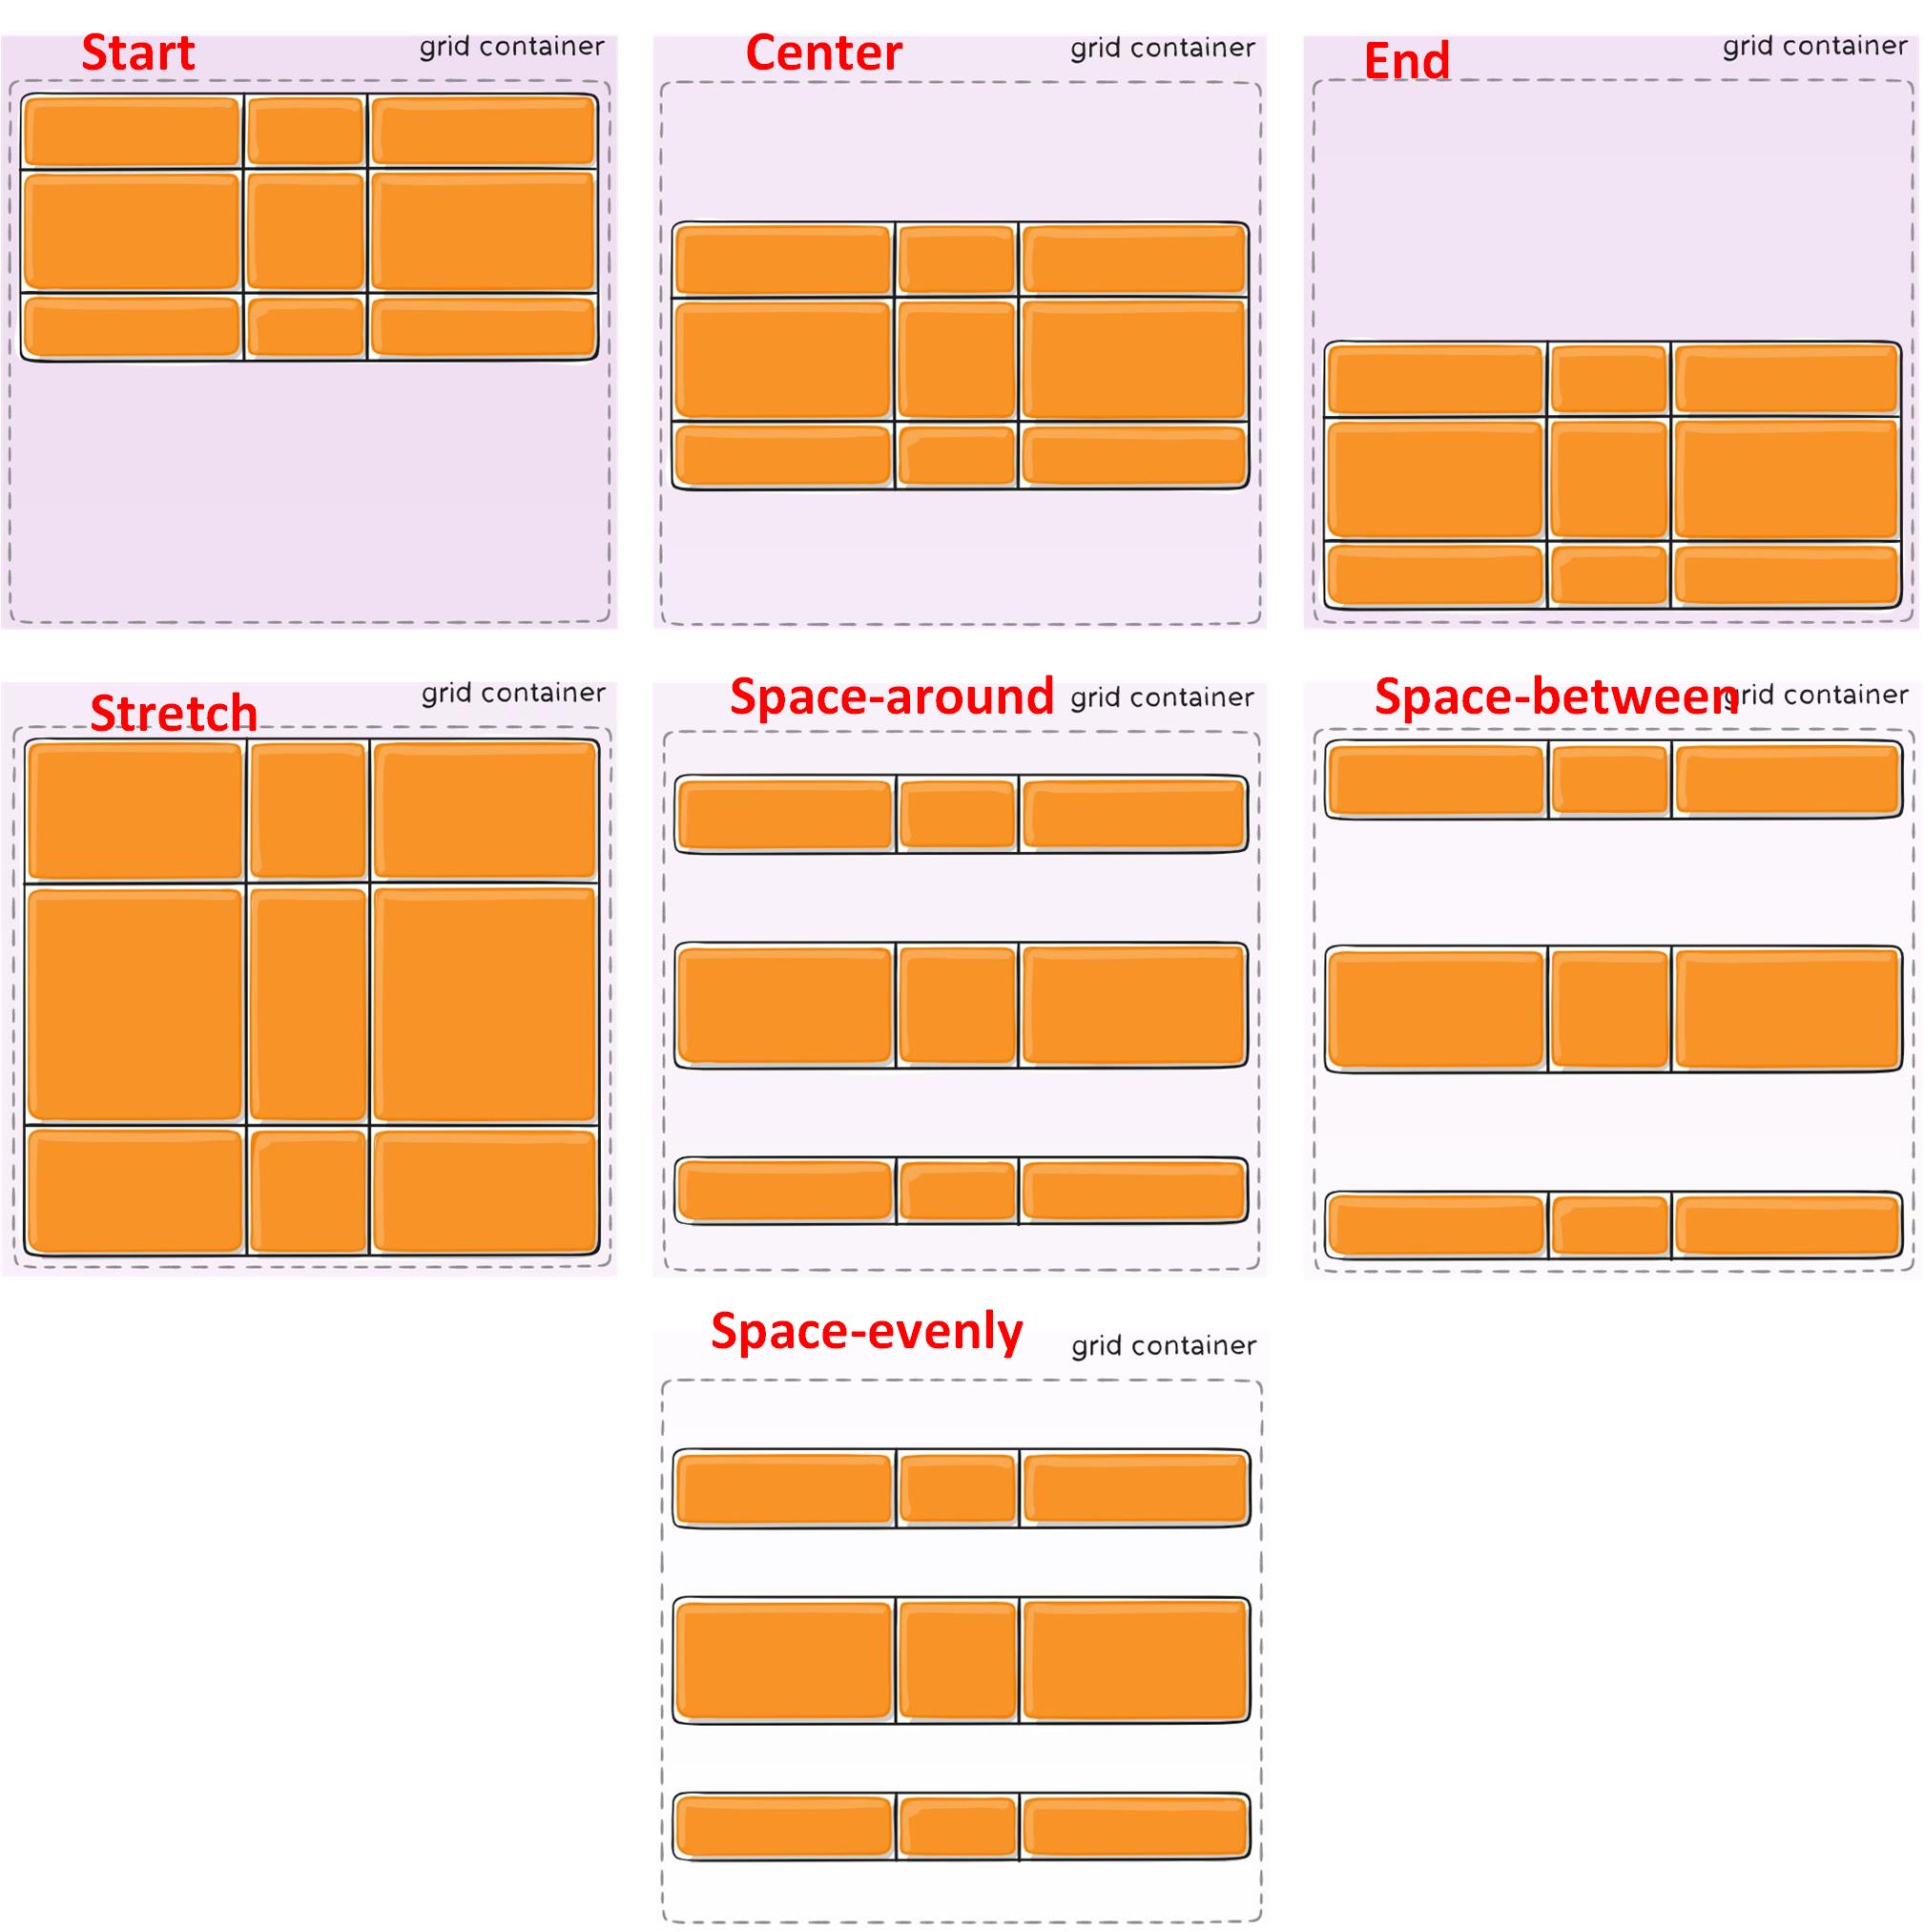 Start grid container
Center grid container
End grid container
Stretch grid container
Space-around grid container
Space-between grid container
Space-evenly grid container